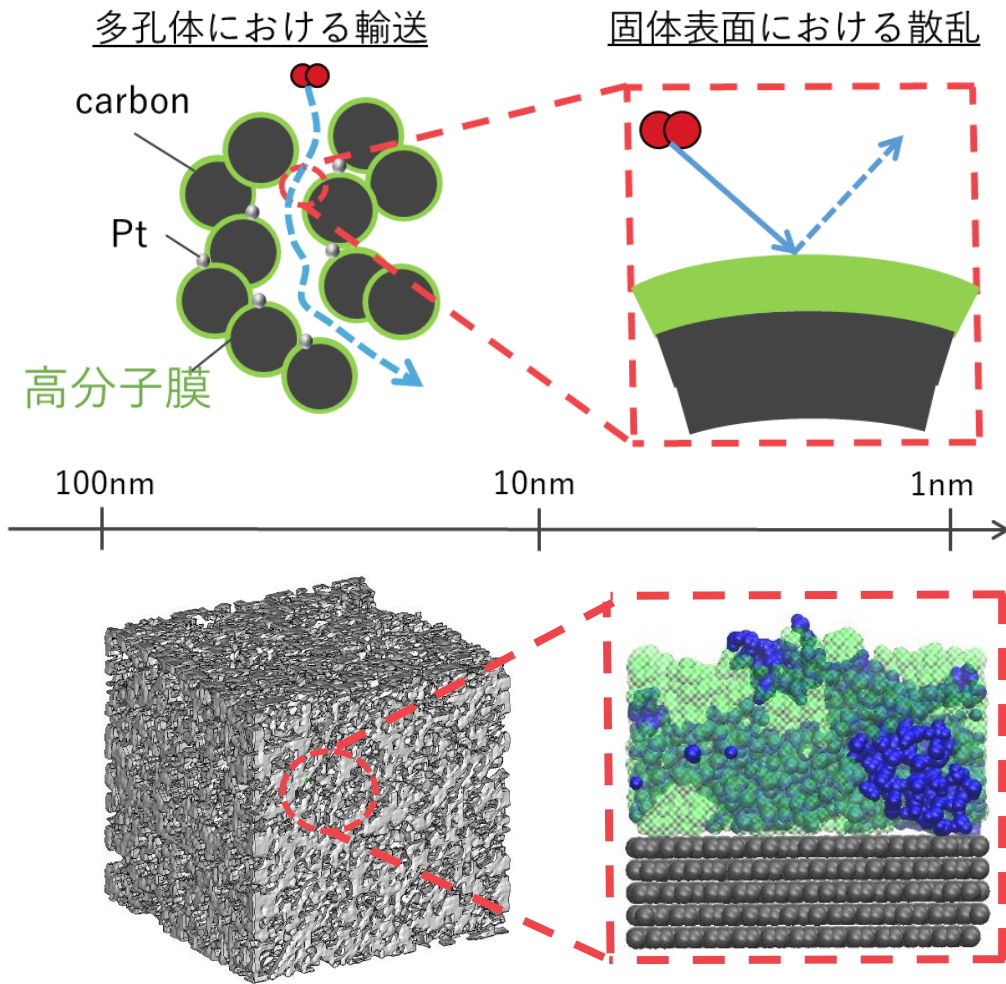 多孔体における輸送
固体表面における散乱
carbon
Pt
高分子膜
100nm
10nm
1nm